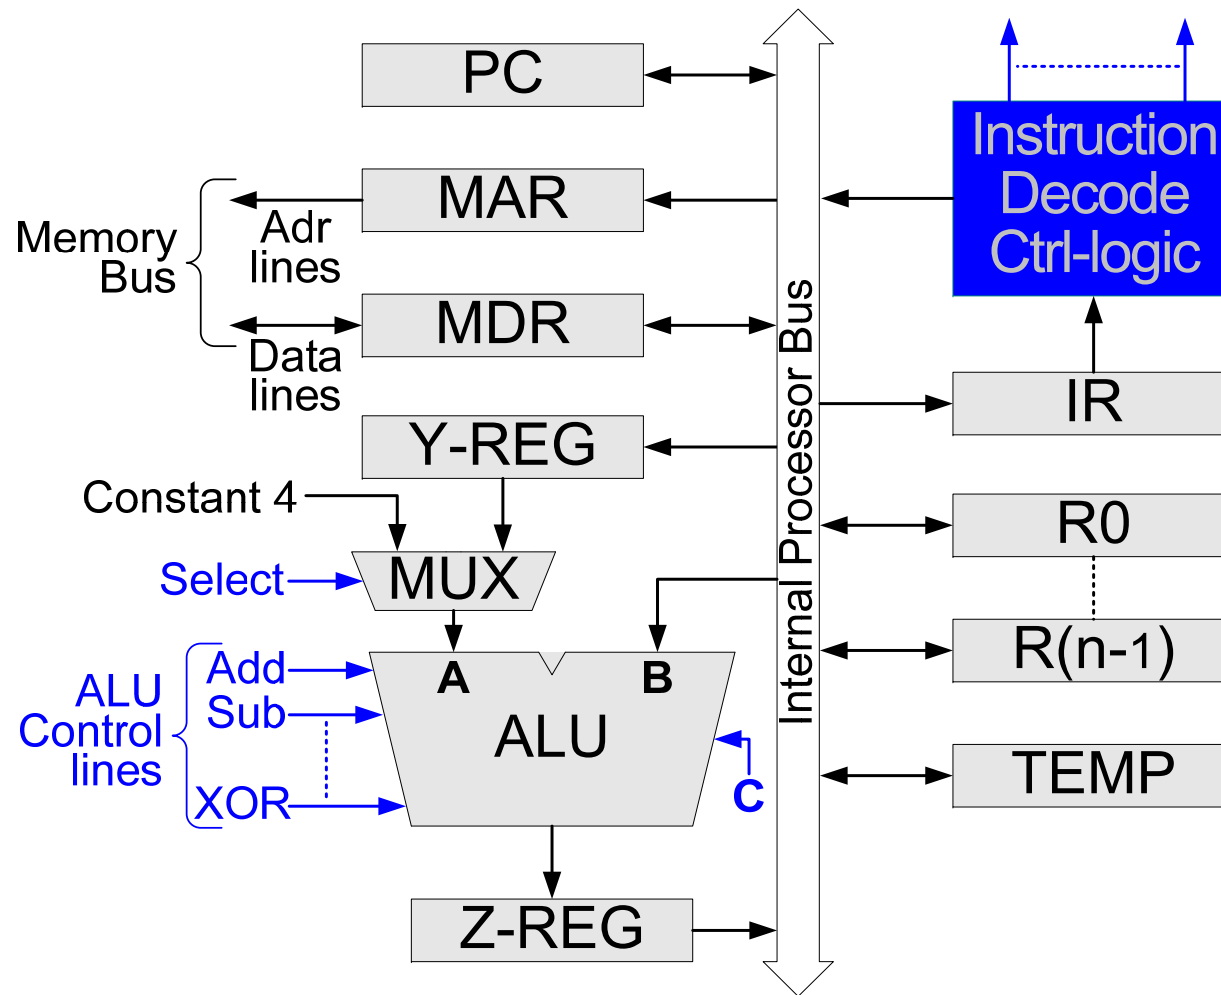 PC
Instruction
Decode
Ctrl-logic
MAR
Memory
Bus
Adr
lines
MDR
Data
lines
Internal Processor Bus
IR
Y-REG
Constant 4
R0
Select
MUX
R(n-1)
ALU
Control
lines
Add
Sub
XOR
A
B
ALU
C
TEMP
Z-REG